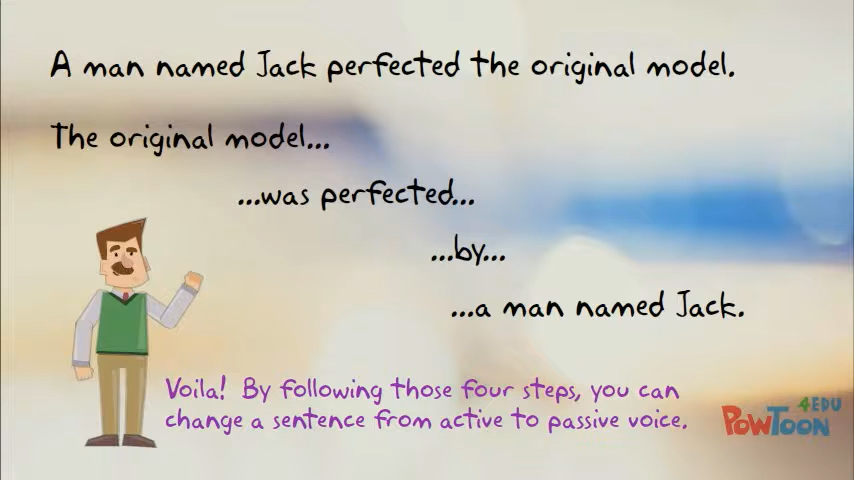 A man named Jack perfected the original model.
The original model...
...was perfected...
...by...
...a man named Jack.
Voila! By following those four steps, you can
change a sentence from active to passive voice.
4EDU
PowToon